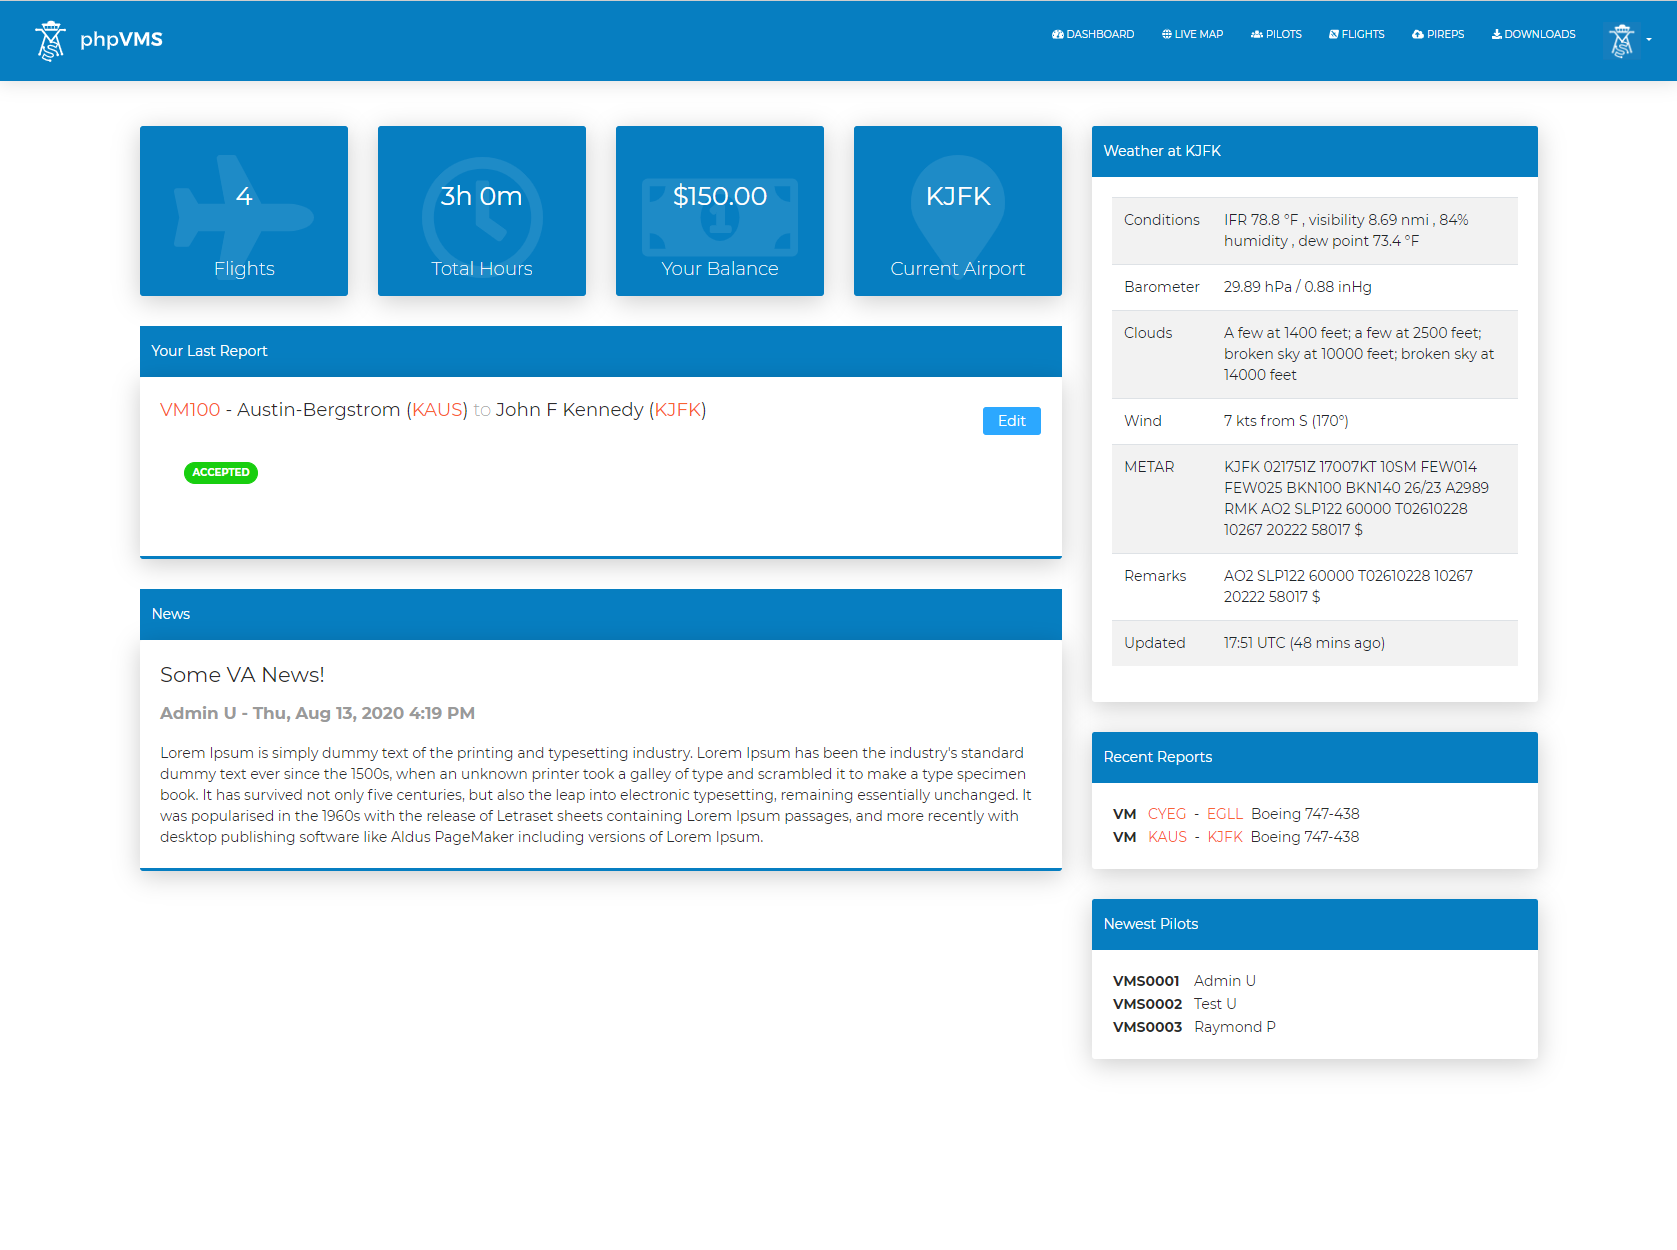 phpVMS
DASHBOARD
LIVE MAP
PILOTS
FLIGHTS
PIREPS
DOWNLOADS
4
Flights
3h 0m
Total Hours
$150.00
1
Your Balance
KJFK
Current Airport
Your Last Report
VM100 - Austin-Bergstrom (KAUS) to John F Kennedy (KJFK)
Edit
ACCEPTED
News
Some VA News!
Admin U - Thu, Aug 13, 2020 4:19 PM
Lorem Ipsum is simply dummy text of the printing and typesetting industry. Lorem Ipsum has been the industry's standard
dummy text ever since the 1500s, when an unknown printer took a galley of type and scrambled it to make a type specimen
book. It has survived not only five centuries, but also the leap into electronic typesetting, remaining essentially unchanged. It
was popularised in the 1960s with the release of Letraset sheets containing Lorem Ipsum passages, and more recently with
desktop publishing software like Aldus PageMaker including versions of Lorem Ipsum.
Weather at KJFK
Conditions
IFR 78.8 °F , visibility 8.69 nmi , 84%
humidity , dew point 73.4 °F
Barometer
29.89 hPa / 0.88 inHg
Clouds
A few at 1400 feet; a few at 2500 feet;
broken sky at 10000 feet; broken sky at
14000 feet
Wind
7 kts from S (170°)
METAR
KJFK 021751Z 17007KT 10SM FEW014
FEW025 BKN100 BKN140 26/23 A2989
RMK AO2 SLP122 60000 T02610228
10267 20222 58017 $
Remarks
AO2 SLP122 60000 T02610228 10267
20222 58017 $
Updated
17:51 UTC (48 mins ago)
Recent Reports
VM CYEG - EGLL Boeing 747-438
VM KAUS - KJFK Boeing 747-438
Newest Pilots
VMS0001 Admin U
VMS0002 Test U
VMS0003 Raymond P